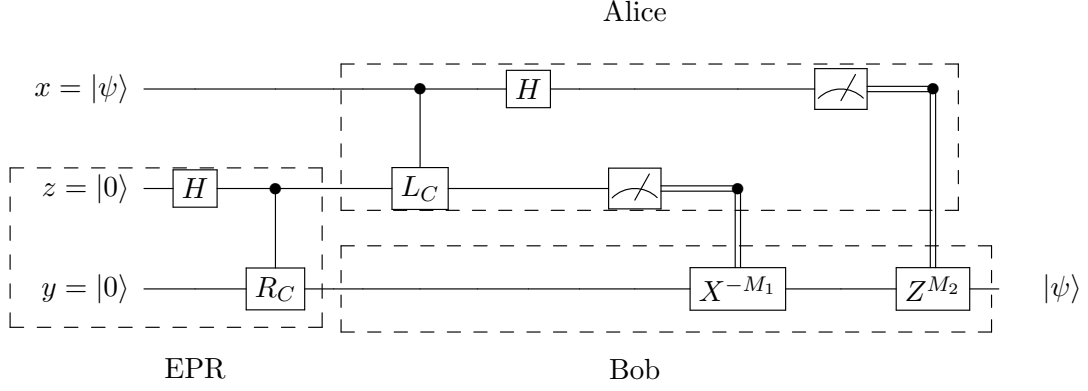 Alice
x = |ψ⟩ H
z = |0⟩ H L_C
y = |0⟩ R_C X^{-M_1} Z^{M_2} |ψ⟩
EPR Bob